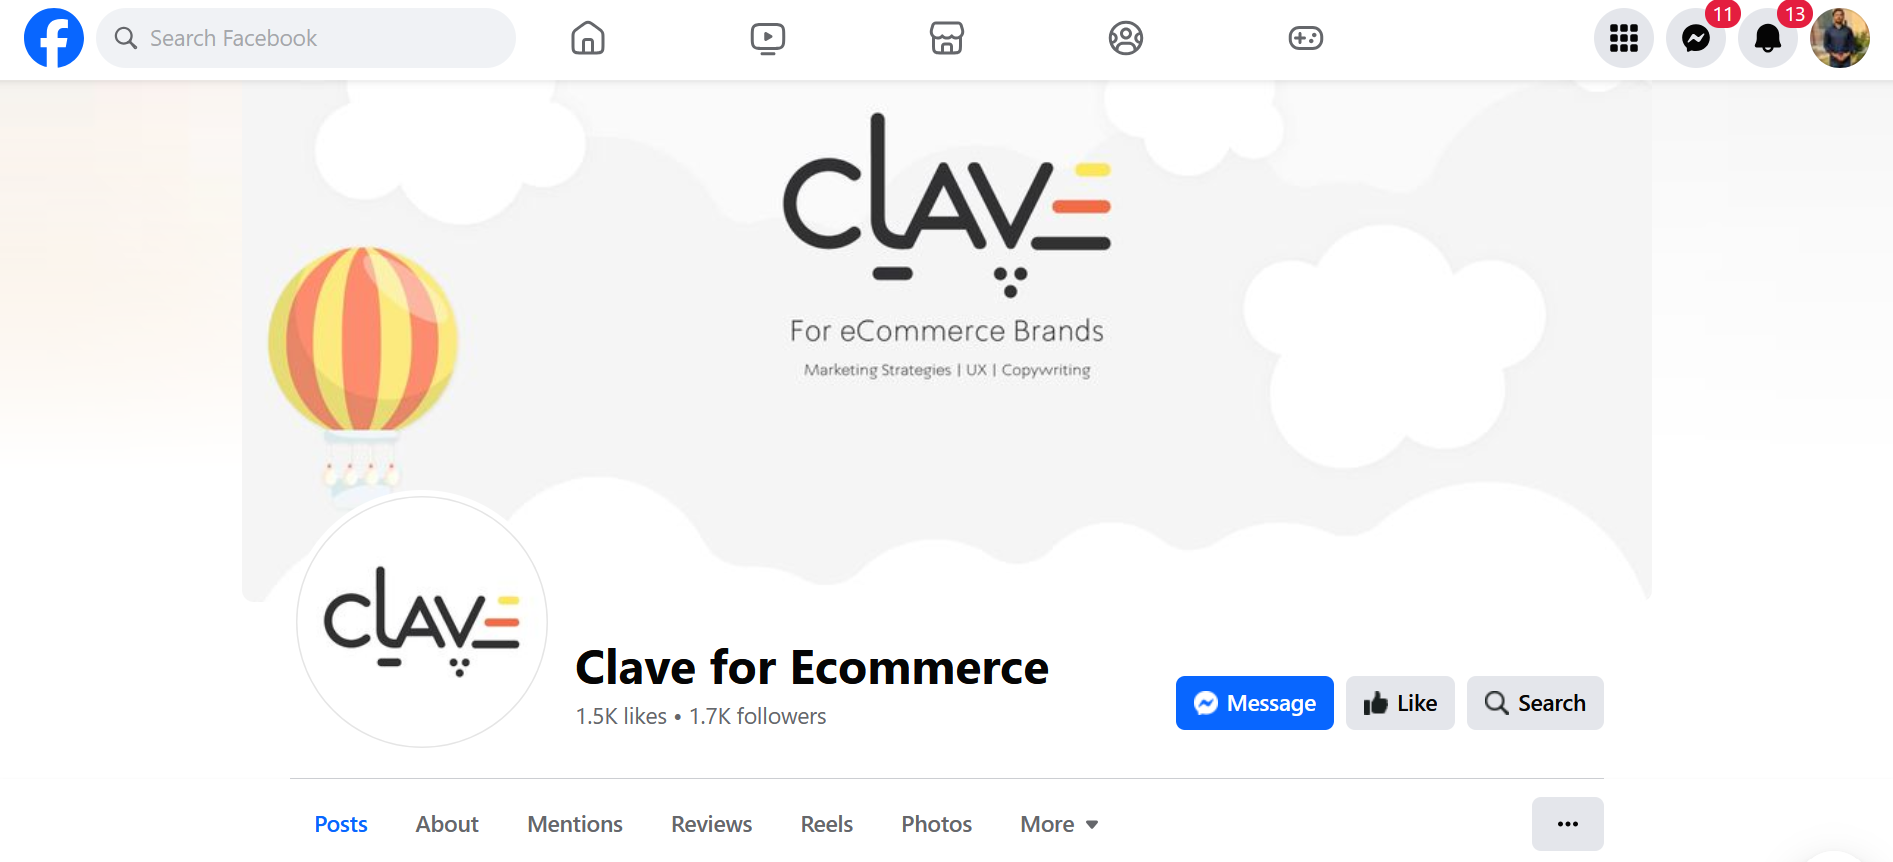 Search Facebook
11
13
CLAVE
For eCommerce Brands
Marketing Strategies | UX | Copywriting
CLAVE
Clave for Ecommerce
1.5K likes • 1.7K followers
Message
Like
Search
Posts
About
Mentions
Reviews
Reels
Photos
More